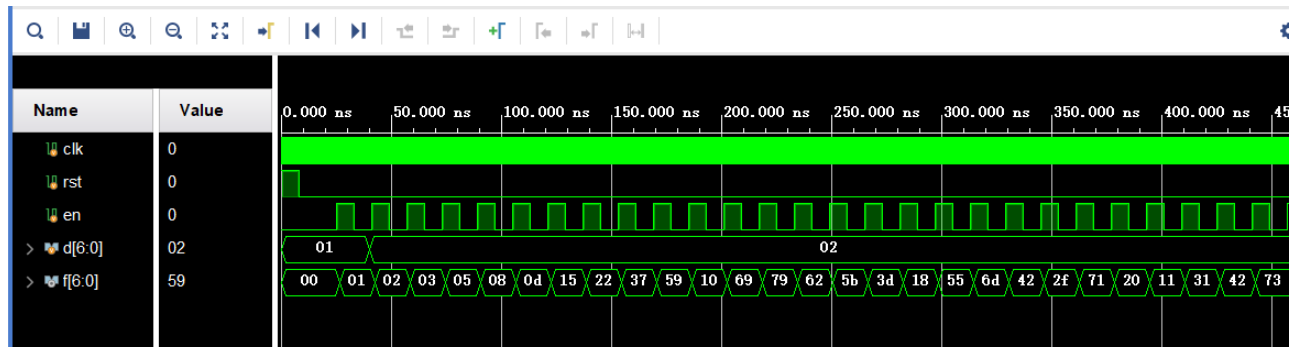 0.000 ns 50.000 ns 100.000 ns 150.000 ns 200.000 ns 250.000 ns 300.000 ns 350.000 ns 400.000 ns 45
Name Value
clk 0
rst 0
en 0
d[6:0] 02 01 02
f[6:0] 59 00 01 02 03 05 08 0d 15 22 37 59 10 69 79 62 5b 3d 18 55 6d 42 2f 71 20 11 31 42 73